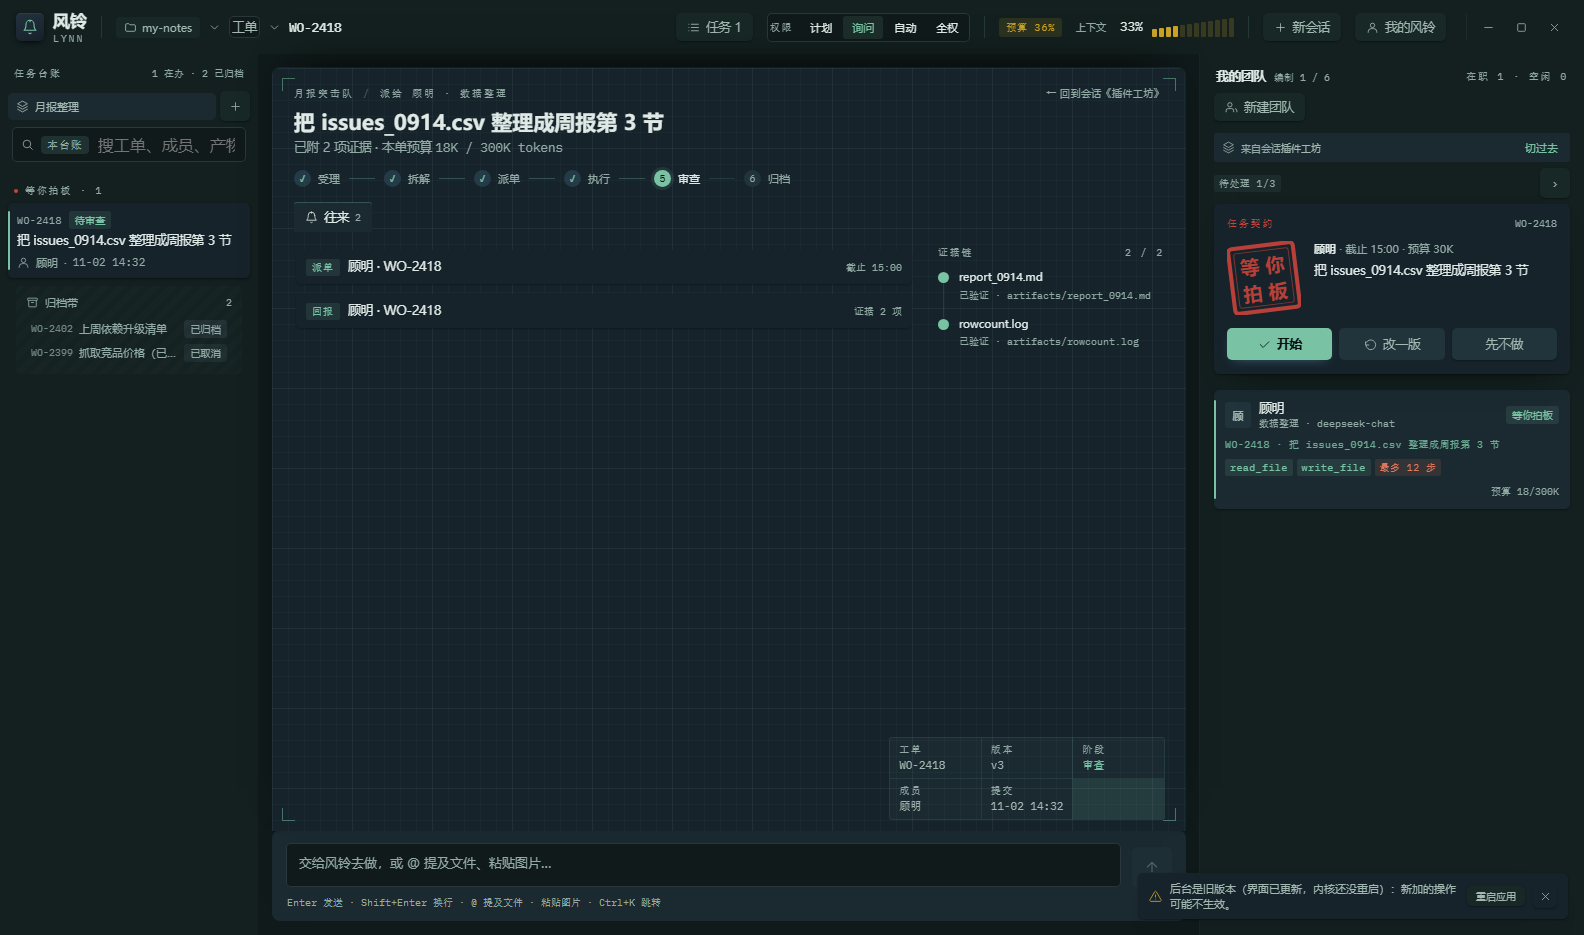 风铃
LYNN
my-notes
工单
WO-2418
任务 1
权限
计划
询问
自动
全权
预算 36%
上下文 33%
新会话
我的风铃
任务台账
1 在办 · 2 已归档
月报整理
本台账
搜工单、成员、产物
等你拍板 · 1
WO-2418 待审查
把 issues_0914.csv 整理成周报第 3 节
顾明 · 11-02 14:32
归档带 2
WO-2402 上周依赖升级清单 已归档
WO-2399 抓取竞品价格（已... 已取消
月报突击队 / 派给 顾明 · 数据整理
← 回到会话《插件工坊》
把 issues_0914.csv 整理成周报第 3 节
已附 2 项证据 · 本单预算 18K / 300K tokens
受理
拆解
派单
执行
5 审查
6 归档
往来 2
派单 顾明 · WO-2418 截止 15:00
回报 顾明 · WO-2418 证据 2 项
证据链 2 / 2
report_0914.md
已验证 · artifacts/report_0914.md
rowcount.log
已验证 · artifacts/rowcount.log
工单
WO-2418
版本
v3
阶段
审查
成员
顾明
提交
11-02 14:32
交给风铃去做，或 @ 提及文件、粘贴图片...
Enter 发送 · Shift+Enter 换行 · @ 提及文件 · 粘贴图片 · Ctrl+K 跳转
我的团队 编制 1 / 6
在职 1 · 空闲 0
新建团队
来自会话插件工坊 切过去
待处理 1/3
任务契约 WO-2418
等你
拍板
顾明 · 截止 15:00 · 预算 30K
把 issues_0914.csv 整理成周报第 3 节
开始
改一版
先不做
顾 顾明
数据整理 · deepseek-chat
等你拍板
WO-2418 · 把 issues_0914.csv 整理成周报第 3 节
read_file write_file 最多 12 步
预算 18/300K
后台是旧版本（界面已更新，内核还没重启）：新加的操作
可能不生效。
重启应用